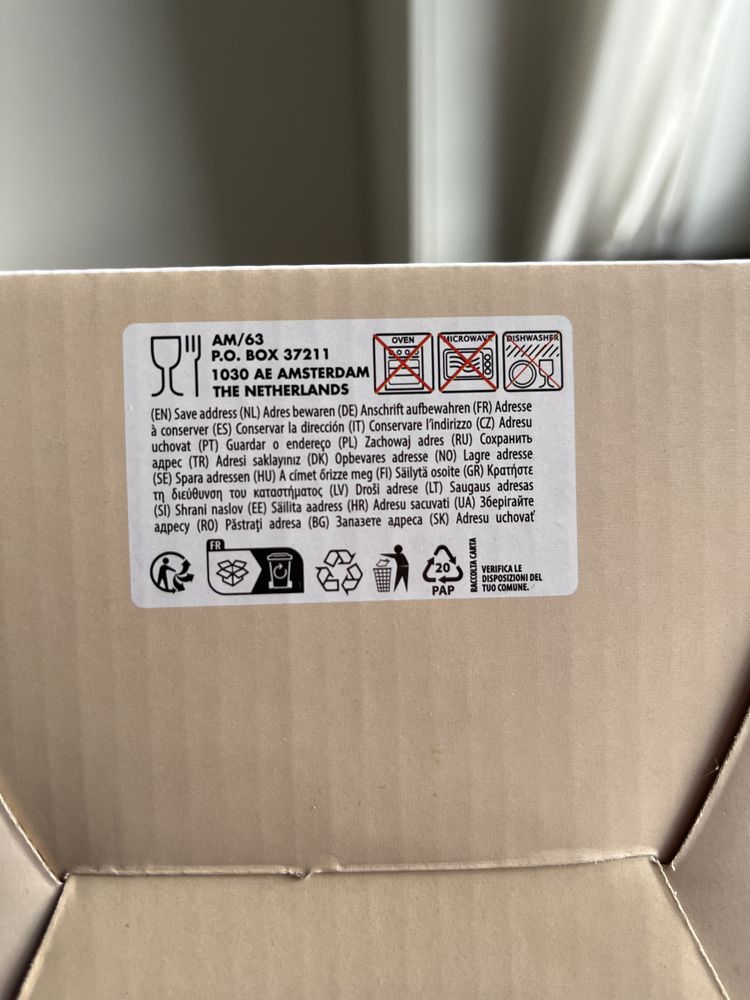 AM/63
P.O. BOX 37211
1030 AE AMSTERDAM
THE NETHERLANDS
OVEN
MICROWAVE
DISHWASHER
(EN) Save address (NL) Adres bewaren (DE) Anschrift aufbewahren (FR) Adresse
à conserver (ES) Conservar la dirección (IT) Conservare l'indirizzo (CZ) Adresu
uchovat (PT) Guardar o endereço (PL) Zachowaj adres (RU) Сохранить
адрес (TR) Adresi saklayınız (DK) Opbevares adresse (NO) Lagre adresse
(SE) Spara adressen (HU) A címet őrizze meg (FI) Säilytä osoite (GR) Κρατήστε
τη διεύθυνση του καταστήματος (LV) Droši adrese (LT) Saugaus adresas
(SI) Shrani naslov (EE) Säilita aadress (HR) Adresu sacuvati (UA) Зберігайте
адресу (RO) Păstrați adresa (BG) Запазете адреса (SK) Adresu uchovať
FR
20
PAP
RACCOLTA CARTA
VERIFICA LE
DISPOSIZIONI DEL
TUO COMUNE.